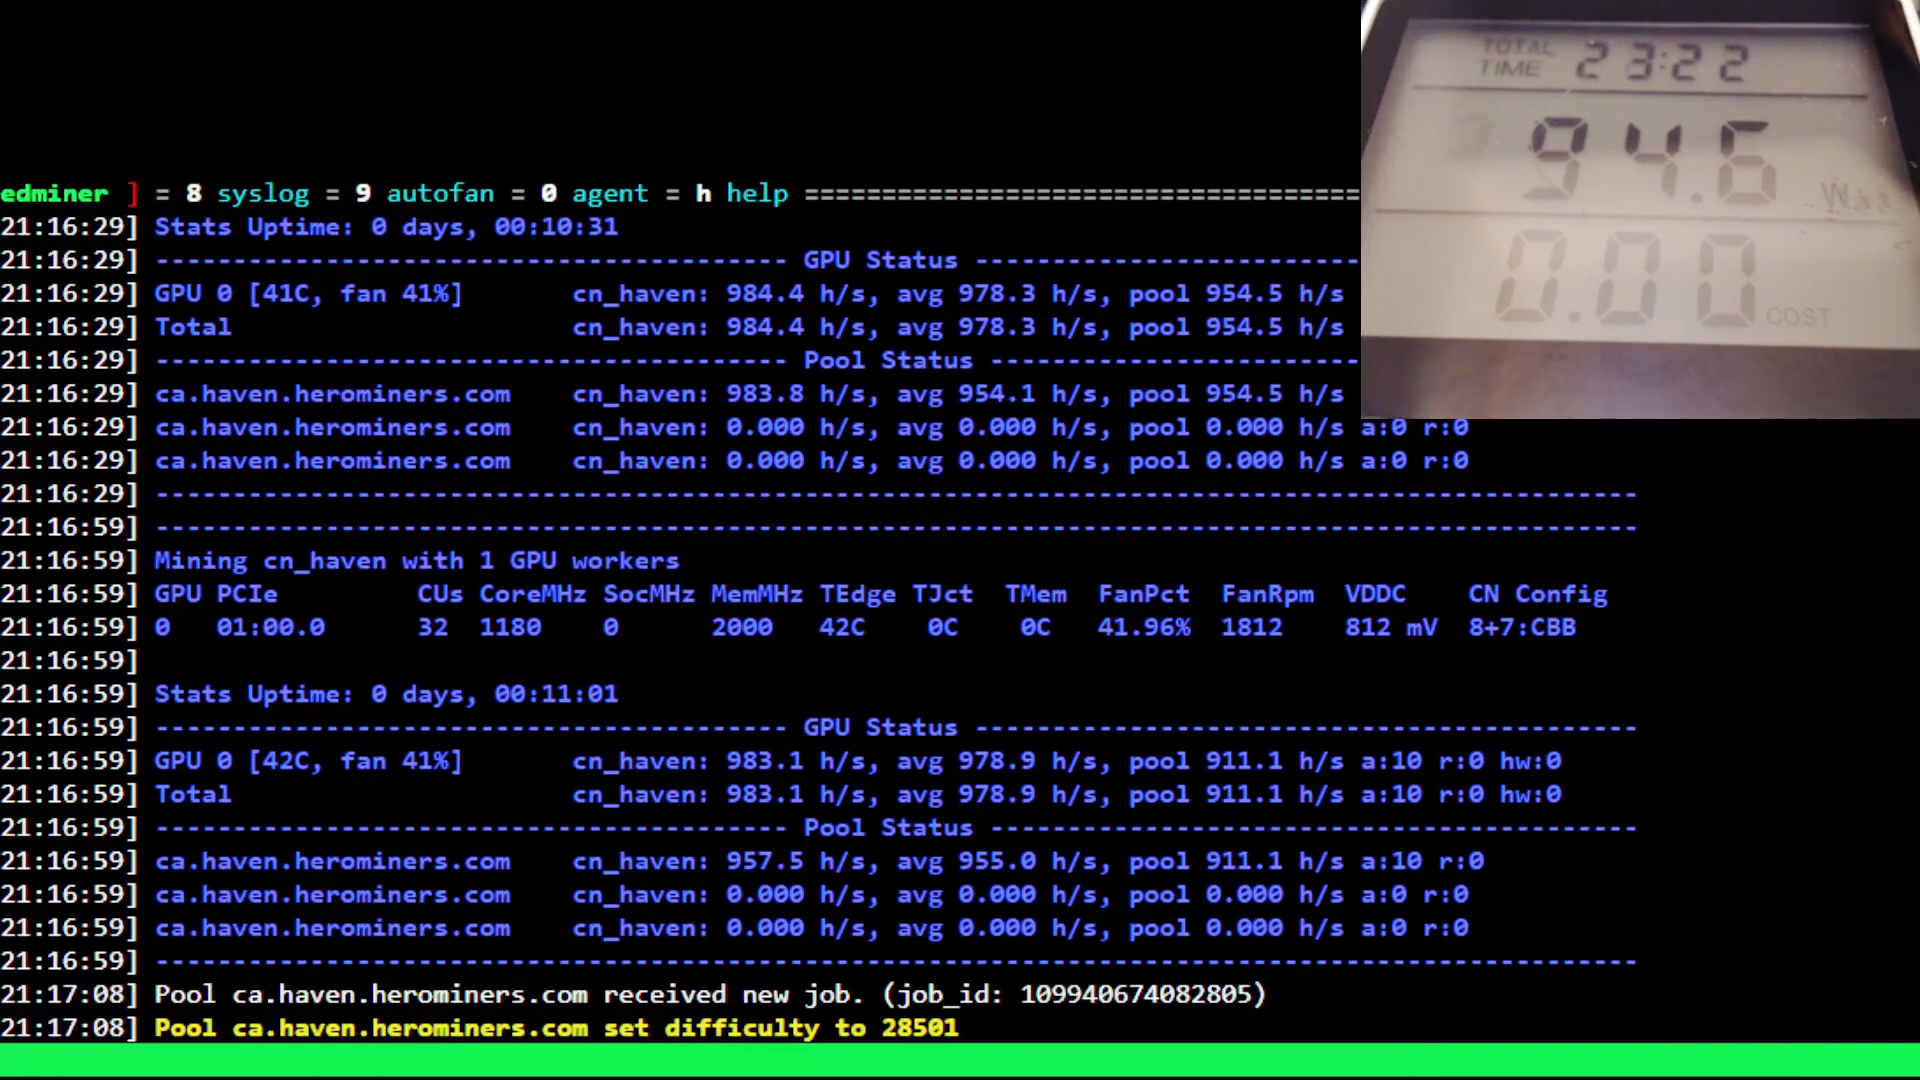 TOTAL TIME 23:22
94.6
0.00 COST
edminer ] = 8 syslog = 9 autofan = 0 agent = h help ====================================
21:16:29] Stats Uptime: 0 days, 00:10:31
21:16:29] ----------------------------------------- GPU Status -------------------------
21:16:29] GPU 0 [41C, fan 41%] cn_haven: 984.4 h/s, avg 978.3 h/s, pool 954.5 h/s
21:16:29] Total cn_haven: 984.4 h/s, avg 978.3 h/s, pool 954.5 h/s
21:16:29] ----------------------------------------- Pool Status ------------------------
21:16:29] ca.haven.herominers.com cn_haven: 983.8 h/s, avg 954.1 h/s, pool 954.5 h/s
21:16:29] ca.haven.herominers.com cn_haven: 0.000 h/s, avg 0.000 h/s, pool 0.000 h/s a:0 r:0
21:16:29] ca.haven.herominers.com cn_haven: 0.000 h/s, avg 0.000 h/s, pool 0.000 h/s a:0 r:0
21:16:29] ------------------------------------------------------------------------------------------------
21:16:59] ------------------------------------------------------------------------------------------------
21:16:59] Mining cn_haven with 1 GPU workers
21:16:59] GPU PCIe CUs CoreMHz SocMHz MemMHz TEdge TJct TMem FanPct FanRpm VDDC CN Config
21:16:59] 0 01:00.0 32 1180 0 2000 42C 0C 0C 41.96% 1812 812 mV 8+7:CBB
21:16:59]
21:16:59] Stats Uptime: 0 days, 00:11:01
21:16:59] ----------------------------------------- GPU Status -------------------------------------------
21:16:59] GPU 0 [42C, fan 41%] cn_haven: 983.1 h/s, avg 978.9 h/s, pool 911.1 h/s a:10 r:0 hw:0
21:16:59] Total cn_haven: 983.1 h/s, avg 978.9 h/s, pool 911.1 h/s a:10 r:0 hw:0
21:16:59] ----------------------------------------- Pool Status ------------------------------------------
21:16:59] ca.haven.herominers.com cn_haven: 957.5 h/s, avg 955.0 h/s, pool 911.1 h/s a:10 r:0
21:16:59] ca.haven.herominers.com cn_haven: 0.000 h/s, avg 0.000 h/s, pool 0.000 h/s a:0 r:0
21:16:59] ca.haven.herominers.com cn_haven: 0.000 h/s, avg 0.000 h/s, pool 0.000 h/s a:0 r:0
21:16:59] ------------------------------------------------------------------------------------------------
21:17:08] Pool ca.haven.herominers.com received new job. (job_id: 109940674082805)
21:17:08] Pool ca.haven.herominers.com set difficulty to 28501